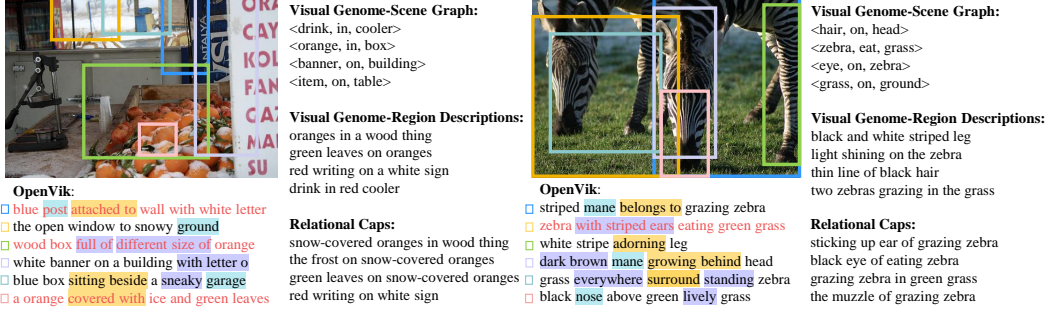 ORA
CAY
KOL
FAN
GAZ
MAI
SU
ANTALYA
Visual Genome-Scene Graph:
<drink, in, cooler>
<orange, in, box>
<banner, on, building>
<item, on, table>
Visual Genome-Region Descriptions:
oranges in a wood thing
green leaves on oranges
red writing on a white sign
drink in red cooler
Relational Caps:
snow-covered oranges in wood thing
the frost on snow-covered oranges
green leaves on snow-covered oranges
red writing on white sign
OpenVik:
blue post attached to wall with white letter
the open window to snowy ground
wood box full of different size of orange
white banner on a building with letter o
blue box sitting beside a sneaky garage
a orange covered with ice and green leaves
Visual Genome-Scene Graph:
<hair, on, head>
<zebra, eat, grass>
<eye, on, zebra>
<grass, on, ground>
Visual Genome-Region Descriptions:
black and white striped leg
light shining on the zebra
thin line of black hair
two zebras grazing in the grass
Relational Caps:
sticking up ear of grazing zebra
black eye of eating zebra
grazing zebra in green grass
the muzzle of grazing zebra
OpenVik:
striped mane belongs to grazing zebra
zebra with striped ears eating green grass
white stripe adorning leg
dark brown mane growing behind head
grass everywhere surround standing zebra
black nose above green lively grass